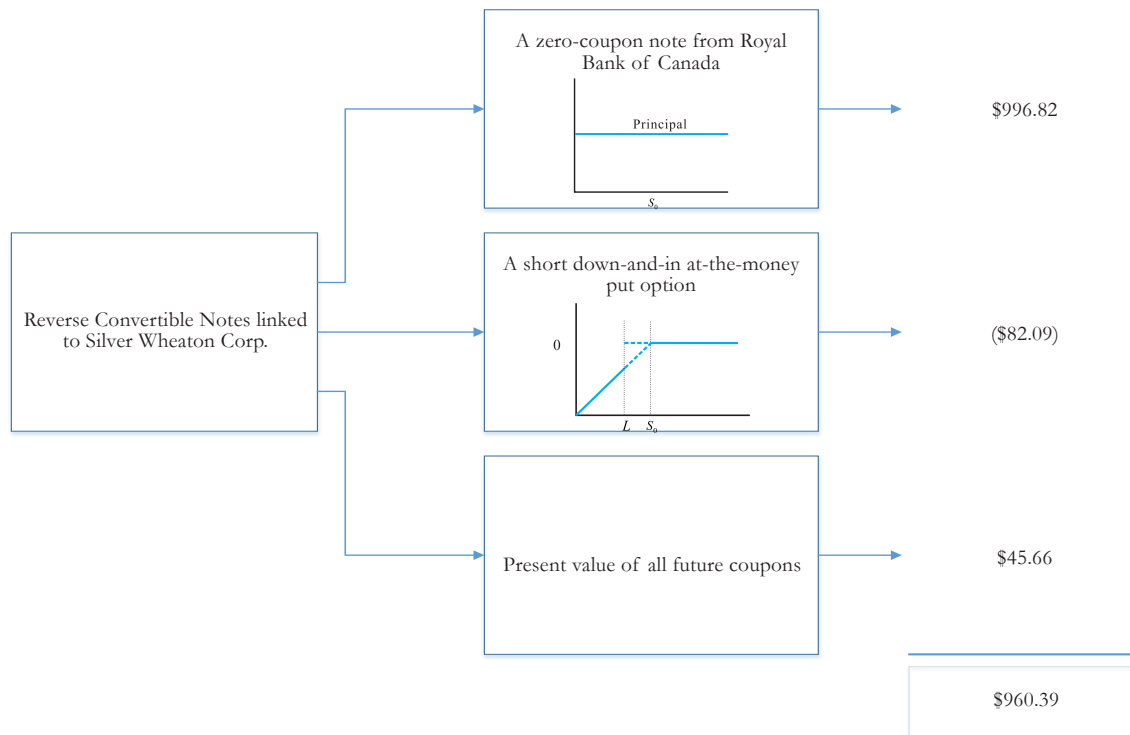 A zero-coupon note from Royal
Bank of Canada
Principal
S₀
$996.82
Reverse Convertible Notes linked
to Silver Wheaton Corp.
A short down-and-in at-the-money
put option
0
L S₀
($82.09)
Present value of all future coupons
$45.66
$960.39